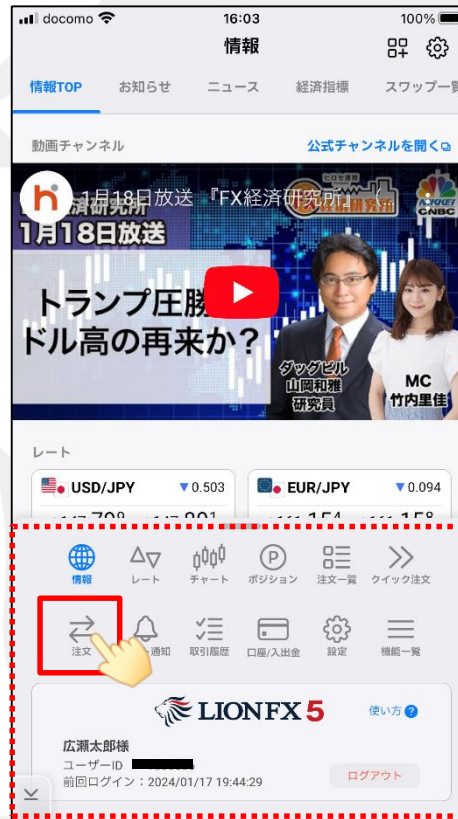 docomo 16:03 100%
情報
情報TOP お知らせ ニュース 経済指標 スワップ一覧
動画チャンネル 公式チャンネルを開く
1月18日放送 『FX経済研究所』
1月18日放送
トランプ圧勝
ドル高の再来か?
ダッグビル
山岡和雅
研究員
MC
竹内里佳
NIKKEI
CNBC
レート
USD/JPY ▼0.503 EUR/JPY ▼0.094
情報 レート チャート ポジション 注文一覧 クイック注文
注文 通知 取引履歴 口座/入出金 設定 機能一覧
LIONFX 5 使い方
広瀬太郎様
ユーザーID
前回ログイン:2024/01/17 19:44:29 ログアウト